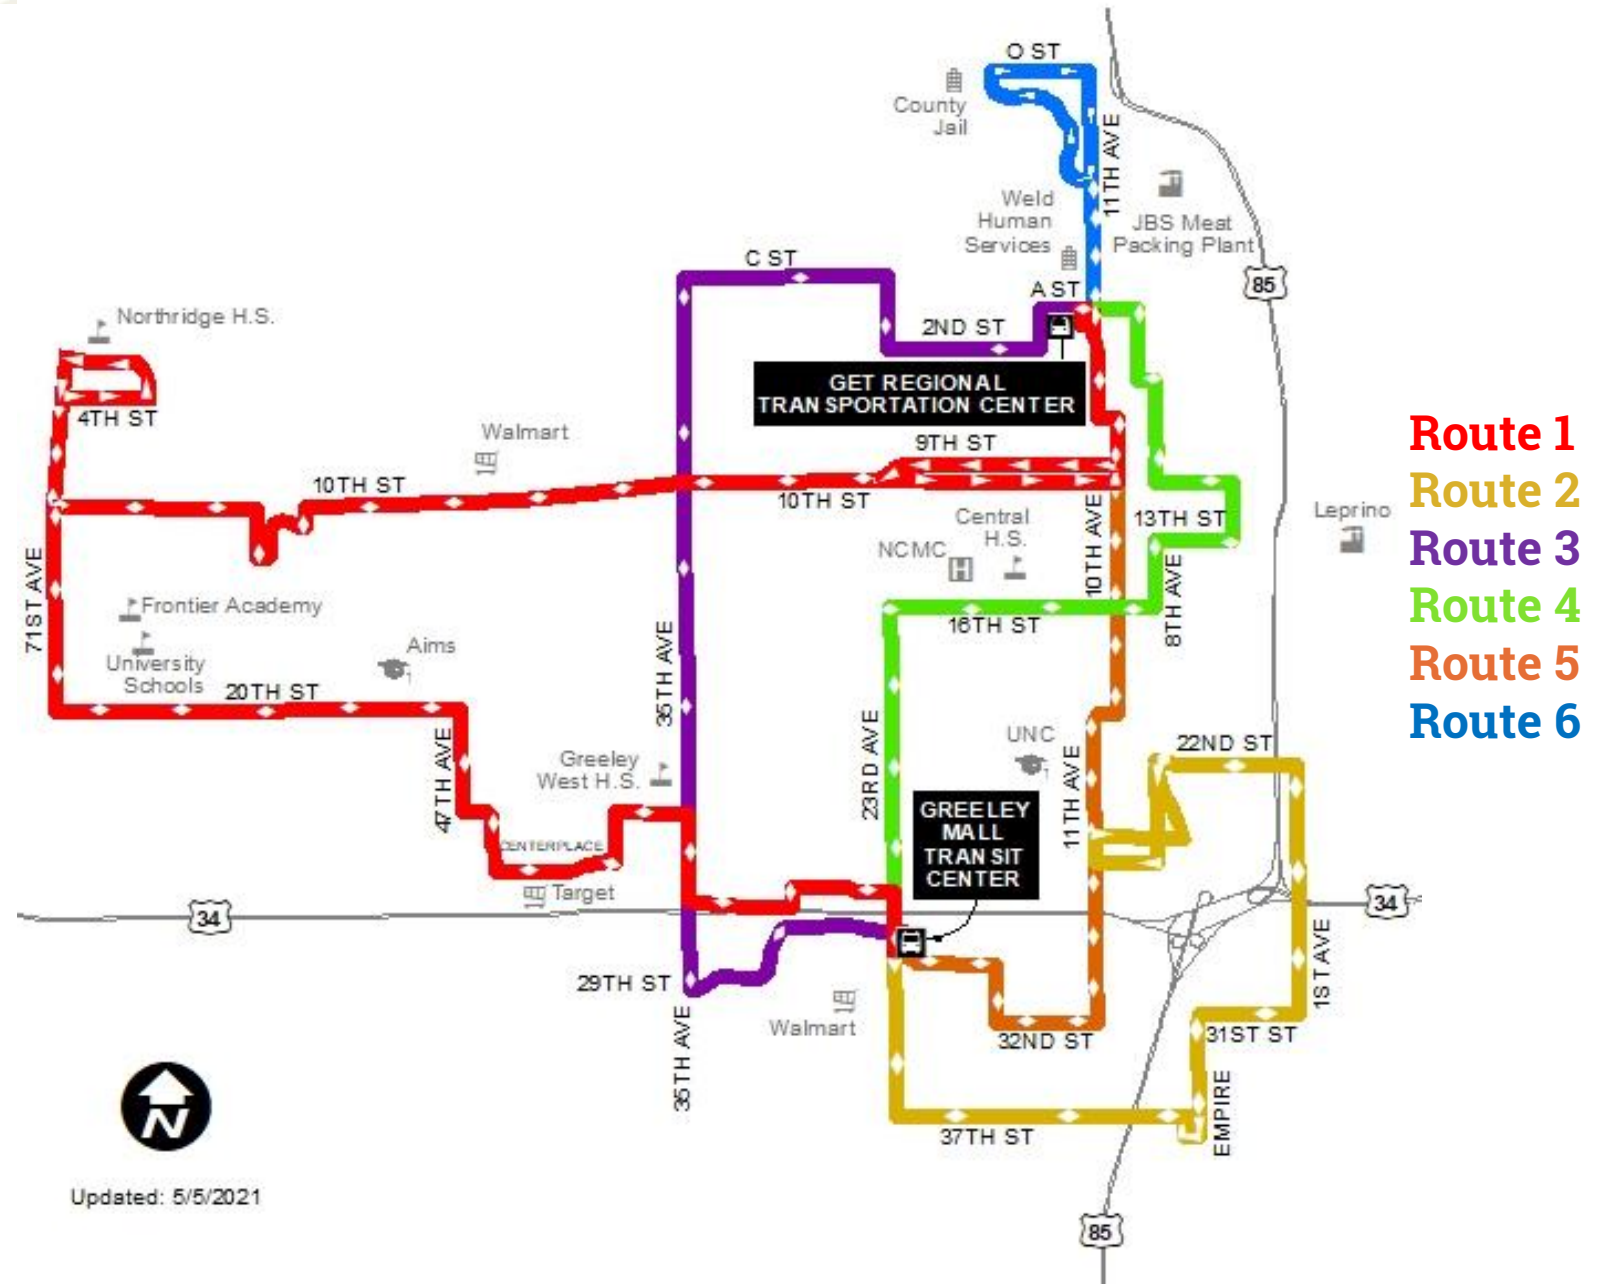 O ST
County
Jail
11TH AVE
Weld
Human
Services
JBS Meat
Packing Plant
85
C ST
A ST
2ND ST
Northridge H.S.
4TH ST
GET REGIONAL
TRANSPORTATION CENTER
Walmart
9TH ST
10TH ST
10TH ST
Route 1
Route 2
Route 3
Route 4
Route 5
Route 6
Central
H.S.
NCMC
10TH AVE
13TH ST
Leprino
71ST AVE
Frontier Academy
University
Schools
Aims
20TH ST
35TH AVE
16TH ST
8TH AVE
47TH AVE
Greeley
West H.S.
23RD AVE
UNC
11TH AVE
22ND ST
GREELEY
MALL
TRANSIT
CENTER
CENTERPLACE
Target
34
34
29TH ST
35TH AVE
Walmart
32ND ST
1ST AVE
31ST ST
EMPIRE
37TH ST
N
Updated: 5/5/2021
85